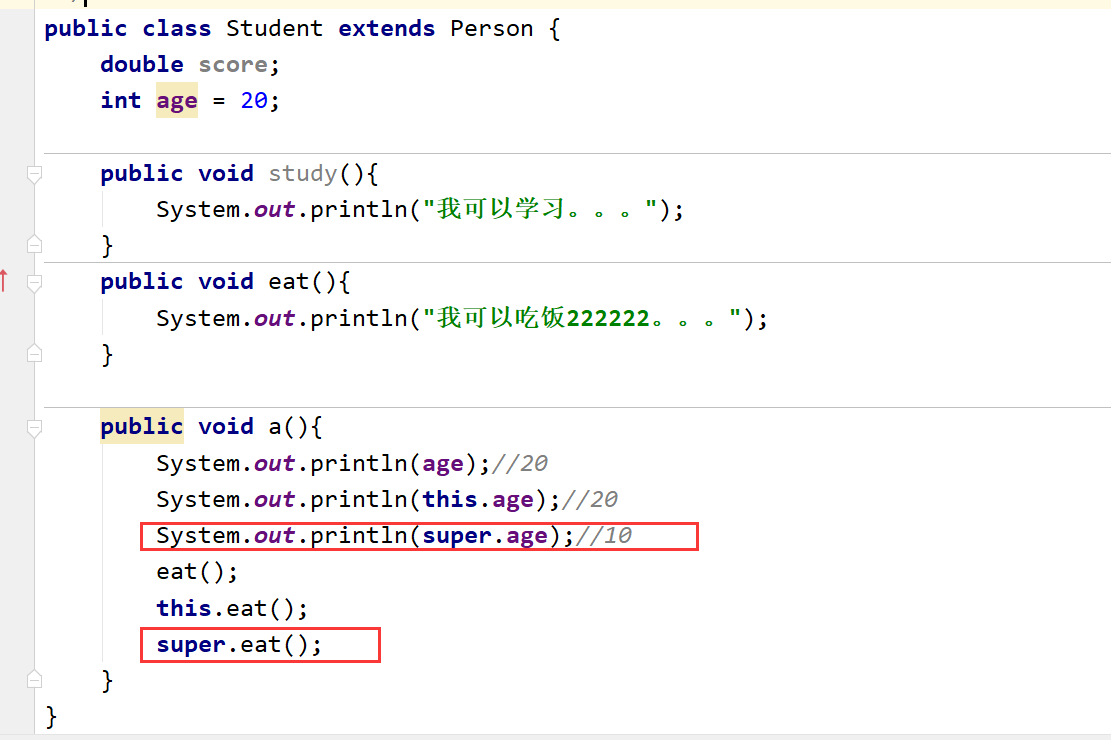 public class Student extends Person {
    double score;
    int age = 20;
    public void study(){
        System.out.println("我可以学习。。。");
    }
    public void eat(){
        System.out.println("我可以吃饭222222。。。");
    }
    public void a(){
        System.out.println(age);//20
        System.out.println(this.age);//20
        System.out.println(super.age);//10
        eat();
        this.eat();
        super.eat();
    }
}